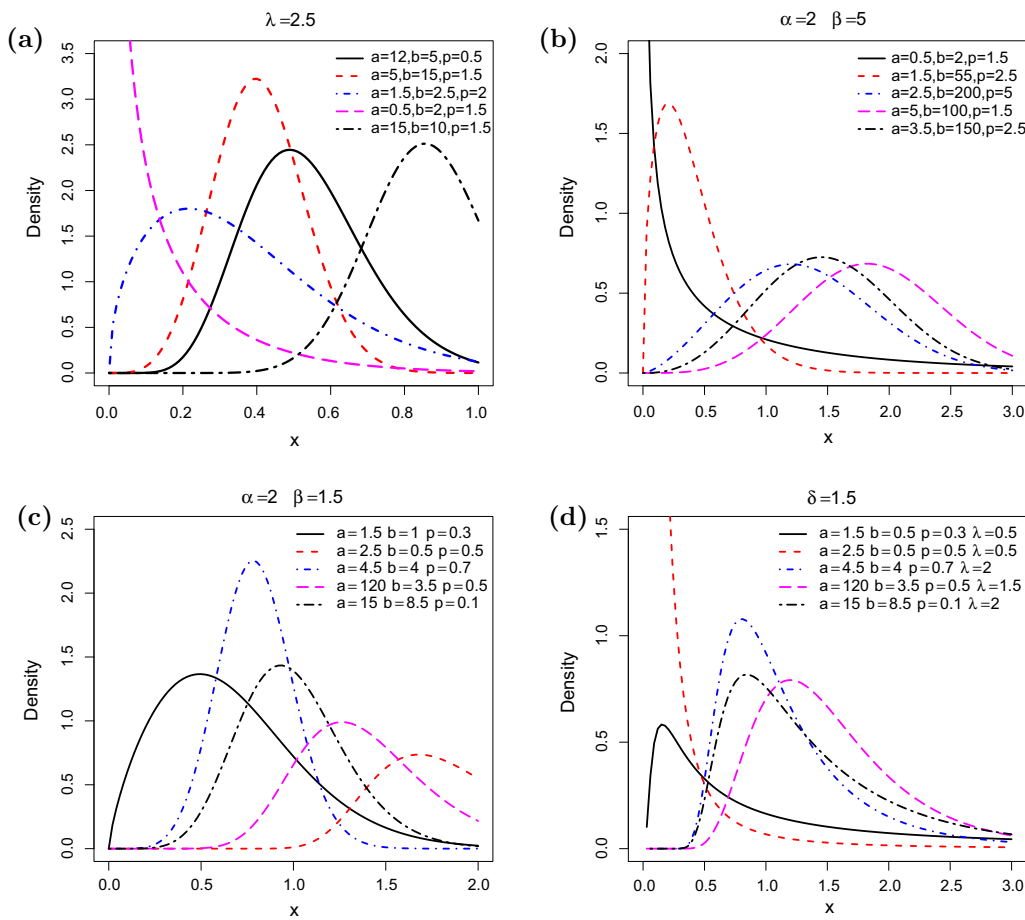 (a)
λ=2.5
a=12,b=5,p=0.5
a=5,b=15,p=1.5
a=1.5,b=2.5,p=2
a=0.5,b=2,p=1.5
a=15,b=10,p=1.5
Density
0.0 0.5 1.0 1.5 2.0 2.5 3.0 3.5
0.0 0.2 0.4 0.6 0.8 1.0
x
(b)
α=2 β=5
a=0.5,b=2,p=1.5
a=1.5,b=55,p=2.5
a=2.5,b=200,p=5
a=5,b=100,p=1.5
a=3.5,b=150,p=2.5
Density
0.0 0.5 1.0 1.5 2.0
0.0 0.5 1.0 1.5 2.0 2.5 3.0
x
(c)
α=2 β=1.5
a=1.5 b=1 p=0.3
a=2.5 b=0.5 p=0.5
a=4.5 b=4 p=0.7
a=120 b=3.5 p=0.5
a=15 b=8.5 p=0.1
Density
0.0 0.5 1.0 1.5 2.0 2.5
0.0 0.5 1.0 1.5 2.0
x
(d)
δ=1.5
a=1.5 b=0.5 p=0.3 λ=0.5
a=2.5 b=0.5 p=0.5 λ=0.5
a=4.5 b=4 p=0.7 λ=2
a=120 b=3.5 p=0.5 λ=1.5
a=15 b=8.5 p=0.1 λ=2
Density
0.0 0.5 1.0 1.5
0.0 0.5 1.0 1.5 2.0 2.5 3.0
x